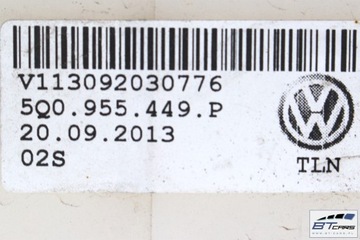 V113092030776
5Q0.955.449.P
20.09.2013
02S
TLN
BTCARS